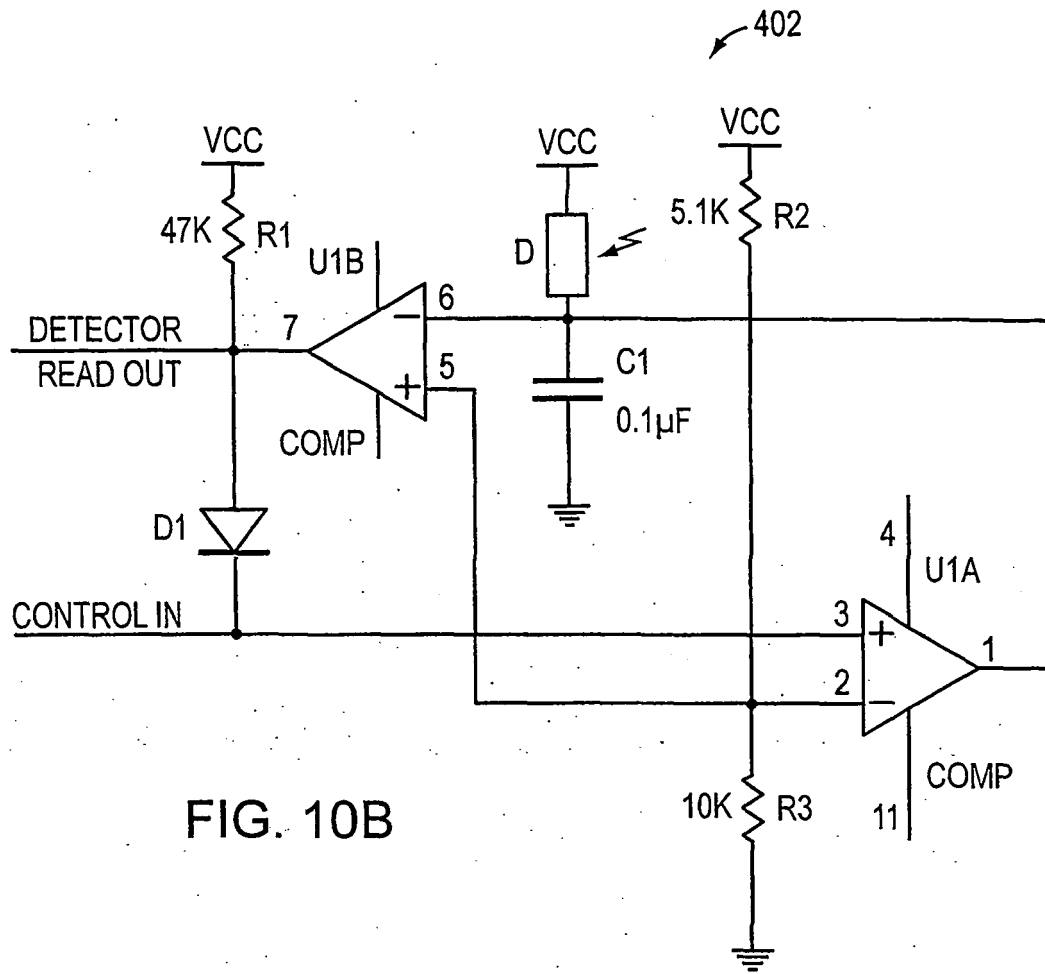 402
VCC
VCC
VCC
47K R1
D
5.1K R2
U1B
6
DETECTOR
READ OUT
7
−
5
+
C1
0.1µF
COMP
D1
4
U1A
CONTROL IN
3
+
1
2
−
COMP
11
10K R3
FIG. 10B